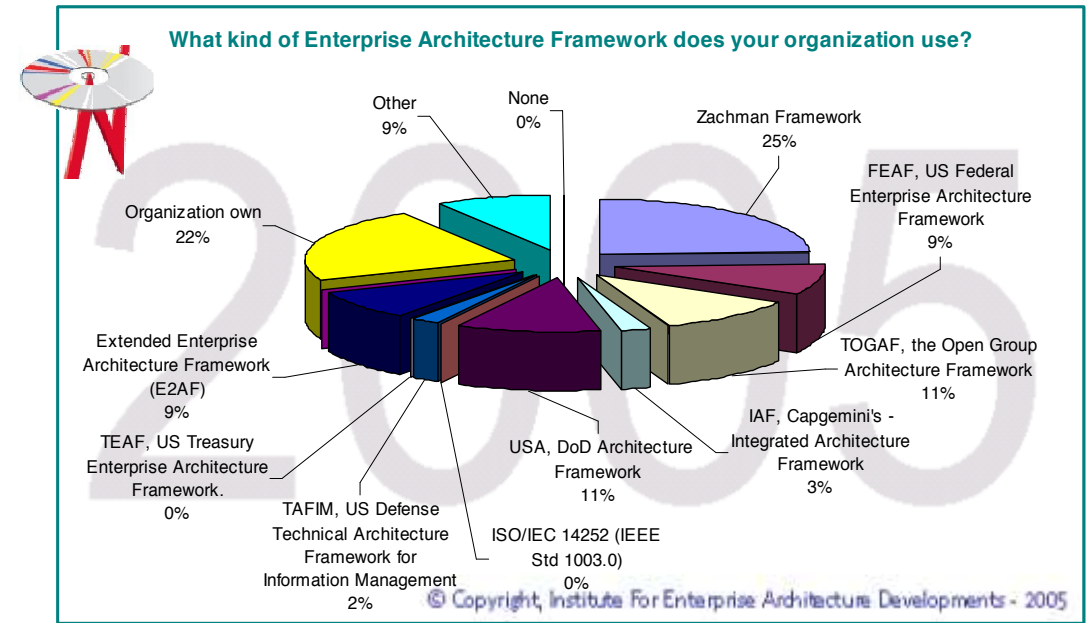 What kind of Enterprise Architecture Framework does your organization use?
None
0%
Other
9%
Zachman Framework
25%
FEAF, US Federal
Enterprise Architecture
Framework
9%
Organization own
22%
TOGAF, the Open Group
Architecture Framework
11%
Extended Enterprise
Architecture Framework
(E2AF)
9%
IAF, Capgemini's -
Integrated Architecture
Framework
3%
USA, DoD Architecture
Framework
11%
TEAF, US Treasury
Enterprise Architecture
Framework.
0%
TAFIM, US Defense
Technical Architecture
Framework for
Information Management
2%
ISO/IEC 14252 (IEEE
Std 1003.0)
0%
2005
© Copyright, Institute For Enterprise Architecture Developments - 2005